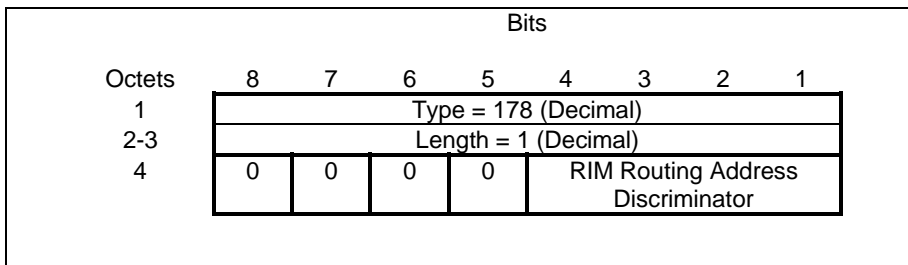 Bits
Octets 8 7 6 5 4 3 2 1
1 Type = 178 (Decimal)
2-3 Length = 1 (Decimal)
4 0 0 0 0 RIM Routing Address
Discriminator